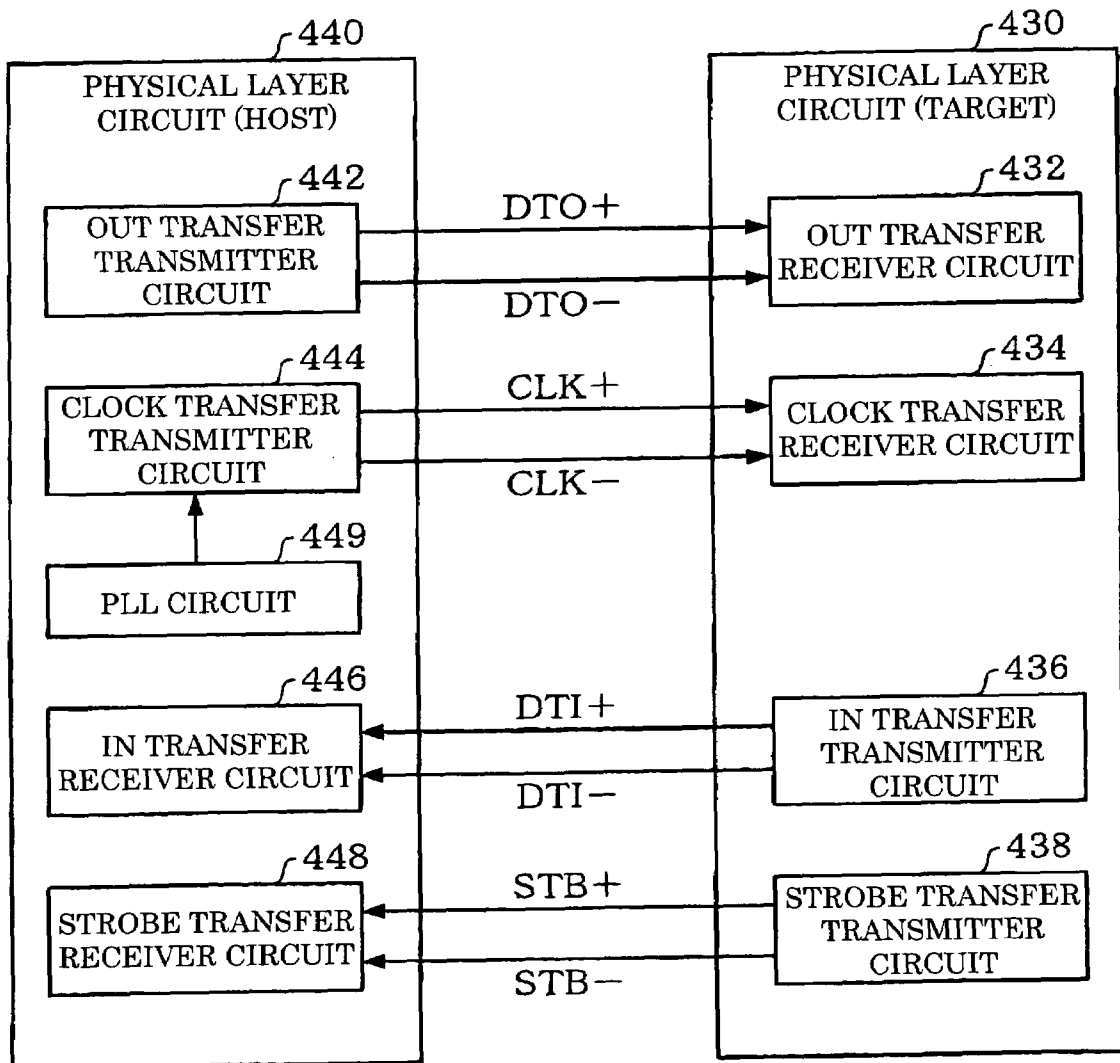 440
PHYSICAL LAYER
CIRCUIT (HOST)
442
OUT TRANSFER
TRANSMITTER
CIRCUIT
444
CLOCK TRANSFER
TRANSMITTER
CIRCUIT
449
PLL CIRCUIT
446
IN TRANSFER
RECEIVER CIRCUIT
448
STROBE TRANSFER
RECEIVER CIRCUIT
DTO+
DTO−
CLK+
CLK−
DTI+
DTI−
STB+
STB−
430
PHYSICAL LAYER
CIRCUIT (TARGET)
432
OUT TRANSFER
RECEIVER CIRCUIT
434
CLOCK TRANSFER
RECEIVER CIRCUIT
436
IN TRANSFER
TRANSMITTER
CIRCUIT
438
STROBE TRANSFER
TRANSMITTER
CIRCUIT